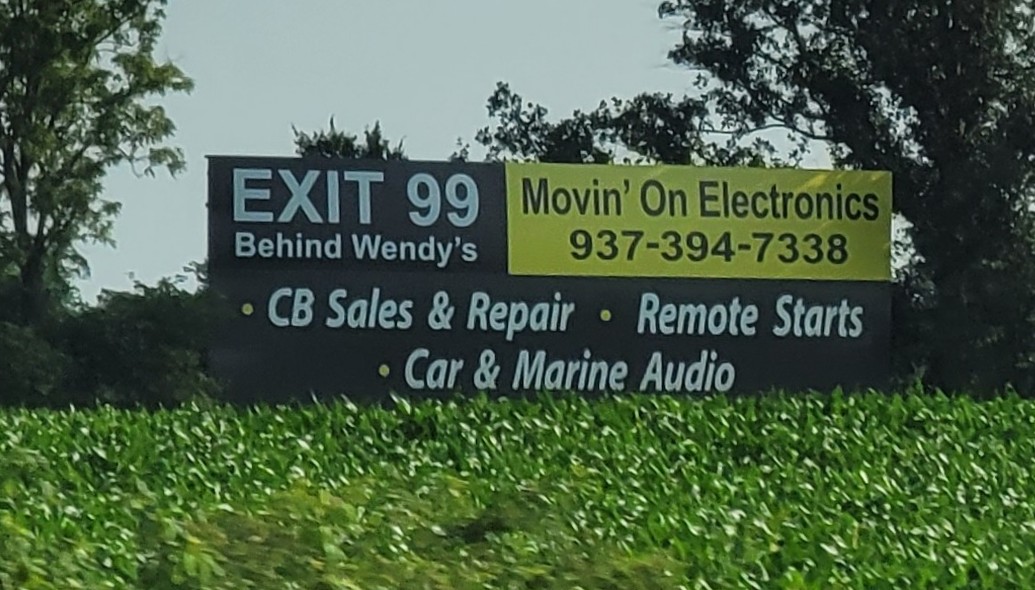 EXIT 99
Behind Wendy's
Movin' On Electronics
937-394-7338
• CB Sales & Repair • Remote Starts
• Car & Marine Audio